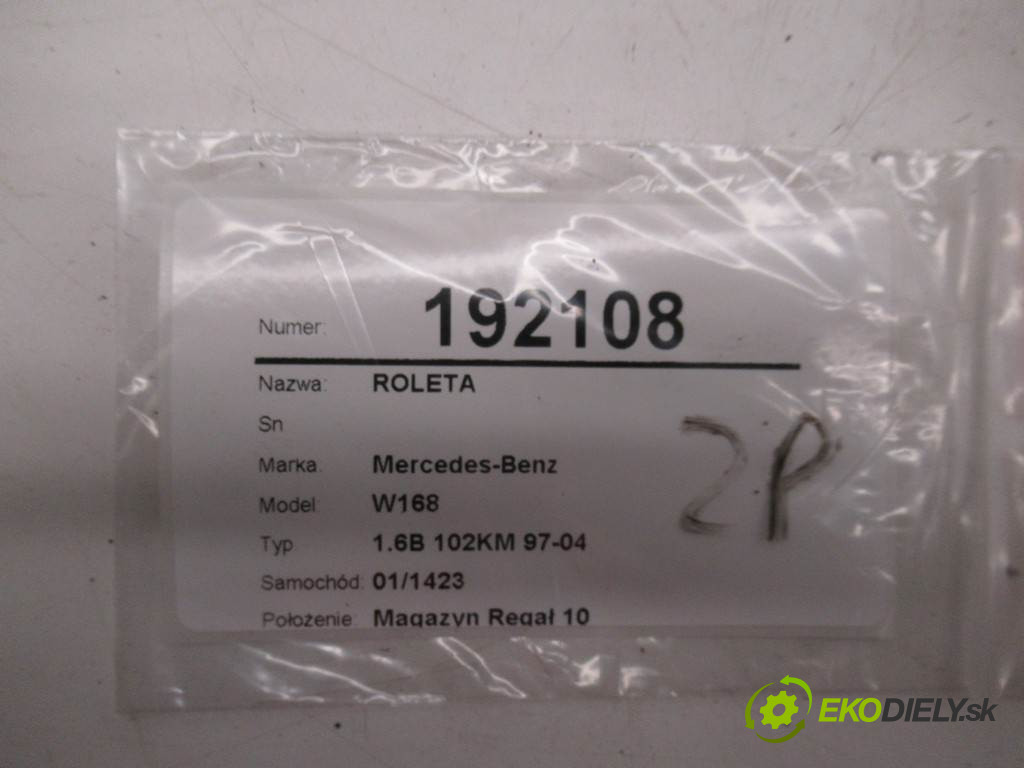 Numer: 192108
Nazwa: ROLETA
Sn
Marka: Mercedes-Benz
Model: W168
Typ 1.6B 102KM 97-04
Samochód: 01/1423
Położenie: Magazyn Regał 10
ZP
EKODIELY.sk